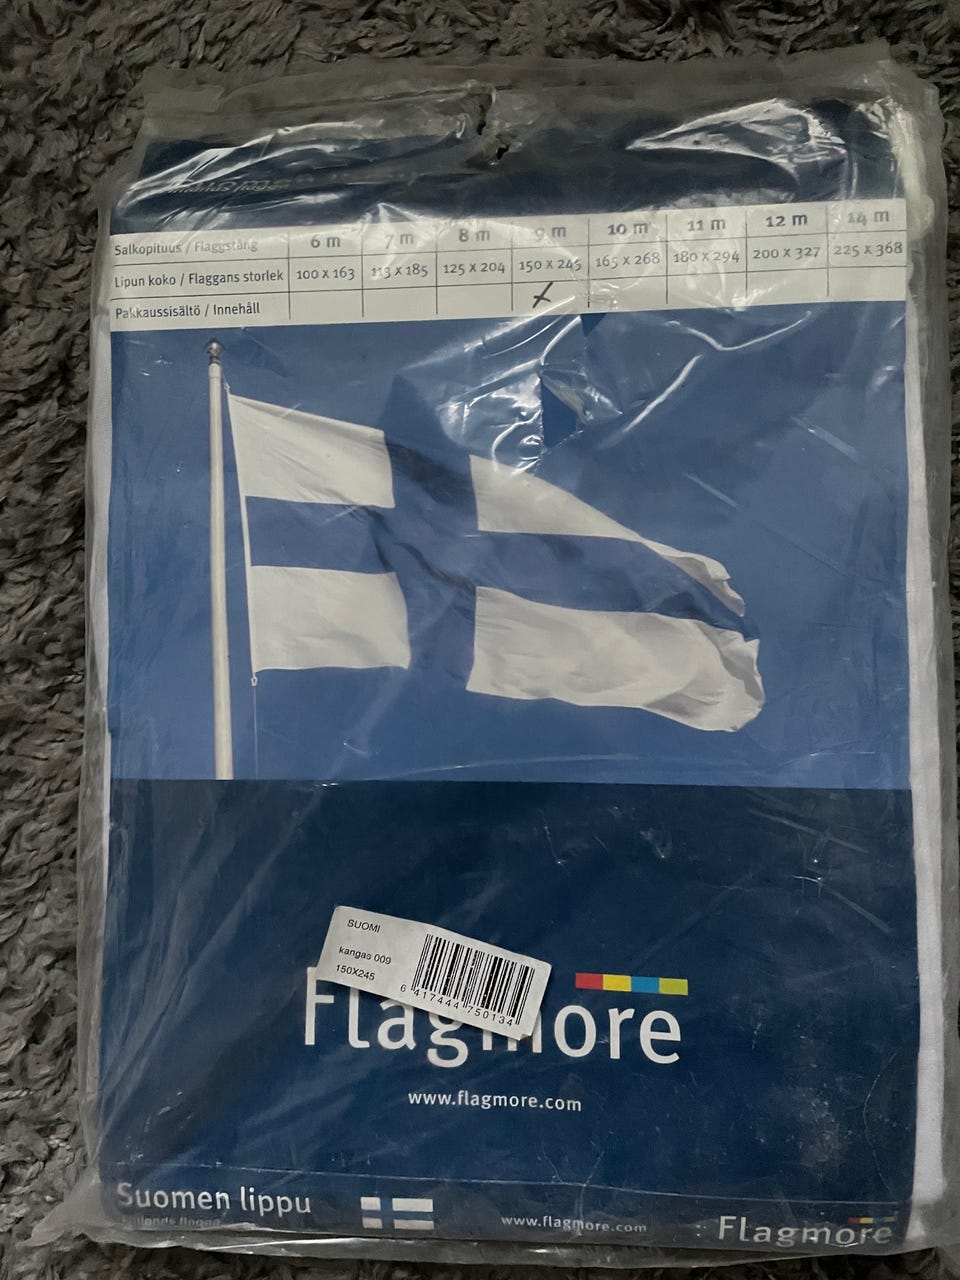 Salkopituus / Flaggstång 6 m 7 m 8 m 9 m 10 m 11 m 12 m 14 m
Lipun koko / Flaggans storlek 100 x 163 113 x 185 125 x 204 150 x 245 165 x 268 180 x 294 200 x 327 225 x 368
Pakkaussisältö / Innehåll x
SUOMI
kangas 009
150X245
6 417444 750134
Flagmore
www.flagmore.com
Suomen lippu
Finlands flagga
www.flagmore.com
Flagmore